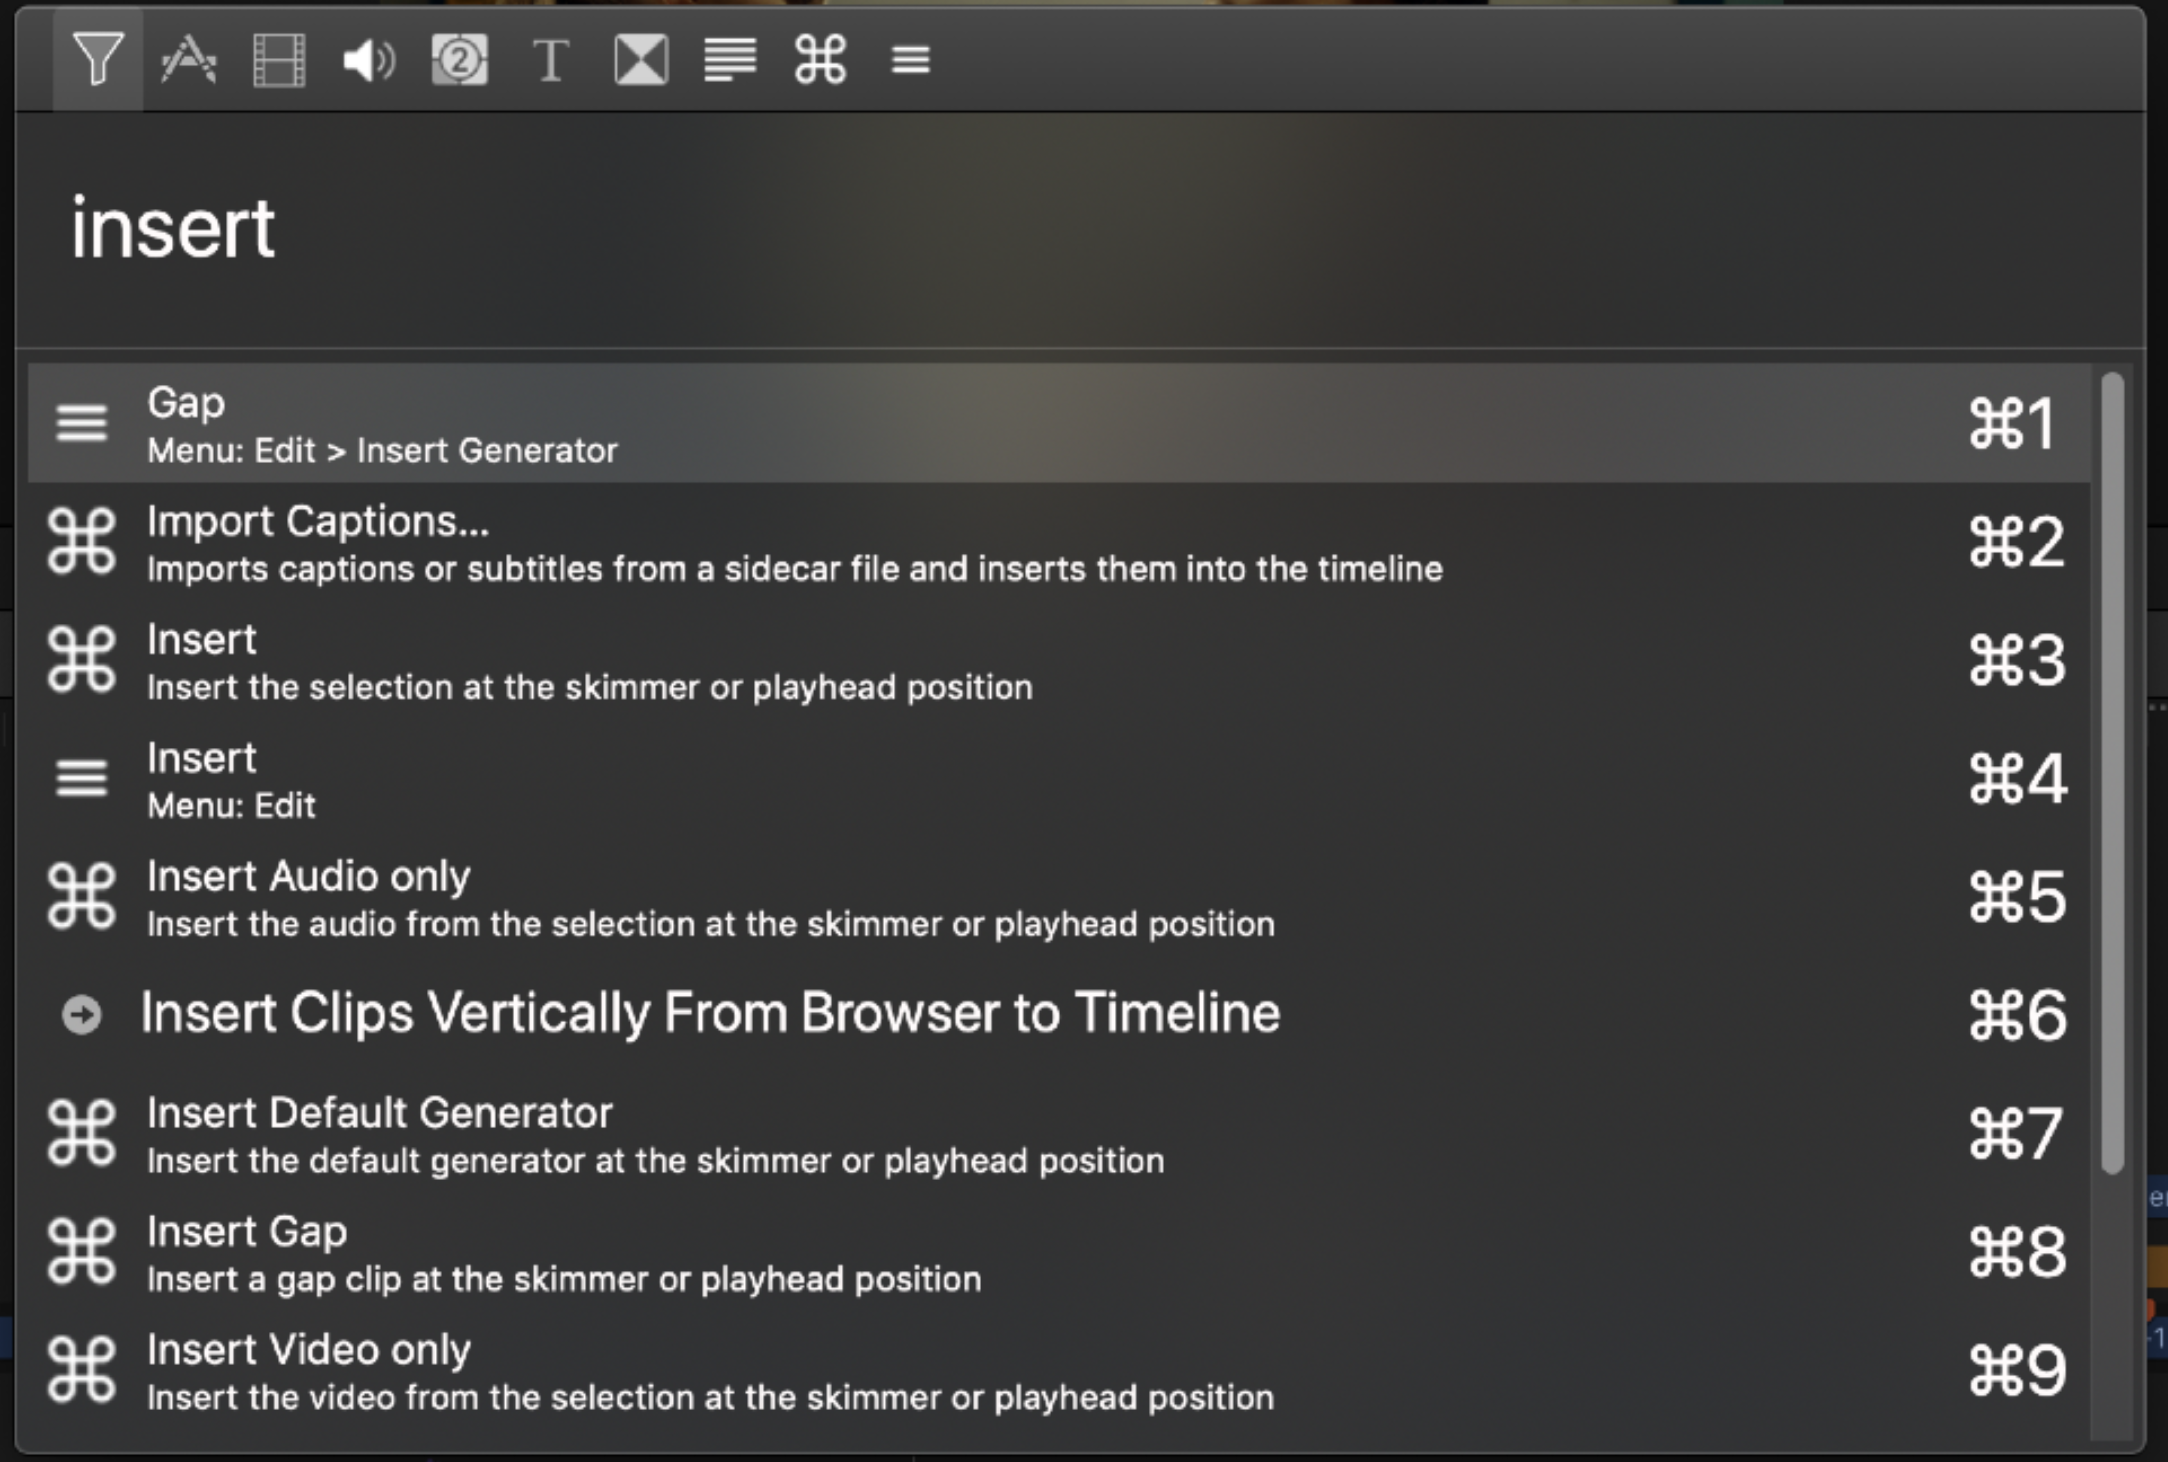 2 T ⌘
insert
Gap
Menu: Edit > Insert Generator
⌘1
Import Captions...
Imports captions or subtitles from a sidecar file and inserts them into the timeline
⌘2
Insert
Insert the selection at the skimmer or playhead position
⌘3
Insert
Menu: Edit
⌘4
Insert Audio only
Insert the audio from the selection at the skimmer or playhead position
⌘5
Insert Clips Vertically From Browser to Timeline
⌘6
Insert Default Generator
Insert the default generator at the skimmer or playhead position
⌘7
Insert Gap
Insert a gap clip at the skimmer or playhead position
⌘8
Insert Video only
Insert the video from the selection at the skimmer or playhead position
⌘9